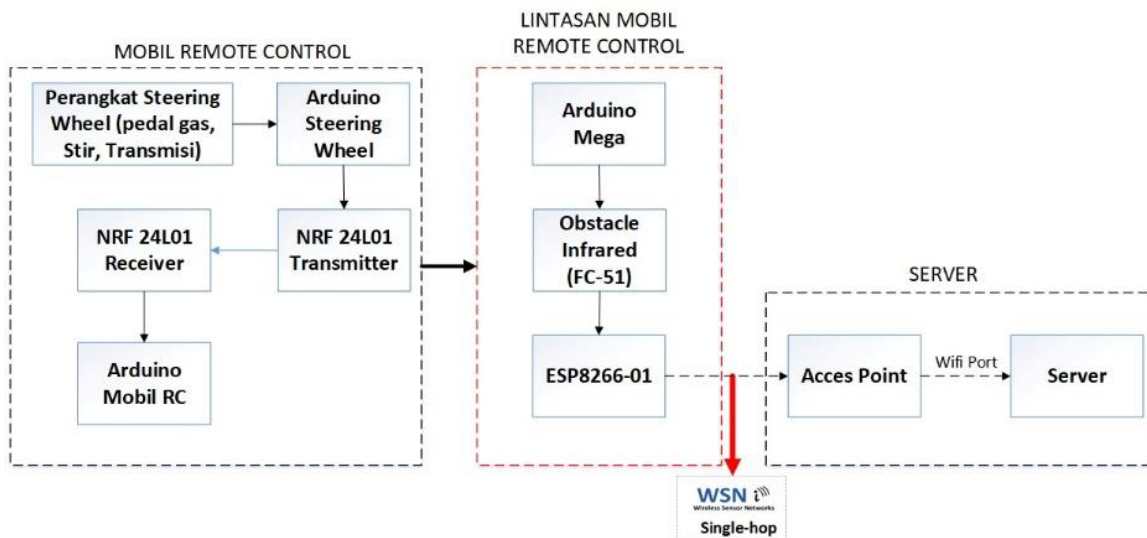 MOBIL REMOTE CONTROL
Perangkat Steering
Wheel (pedal gas,
Stir, Transmisi)
Arduino
Steering
Wheel
NRF 24L01
Receiver
NRF 24L01
Transmitter
Arduino
Mobil RC
LINTASAN MOBIL
REMOTE CONTROL
Arduino
Mega
Obstacle
Infrared
(FC-51)
ESP8266-01
SERVER
Acces Point
Wifi Port
Server
WSN
Wireless Sensor Networks
Single-hop